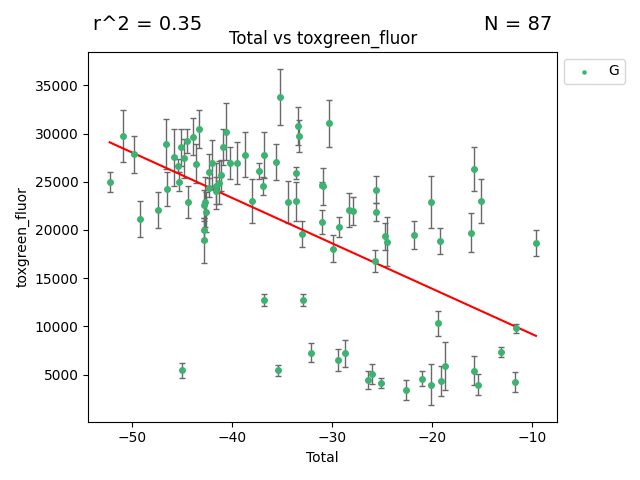 r^2 = 0.35
N = 87
Total vs toxgreen_fluor
G
35000
30000
25000
20000
15000
10000
5000
toxgreen_fluor
−50
−40
−30
−20
−10
Total